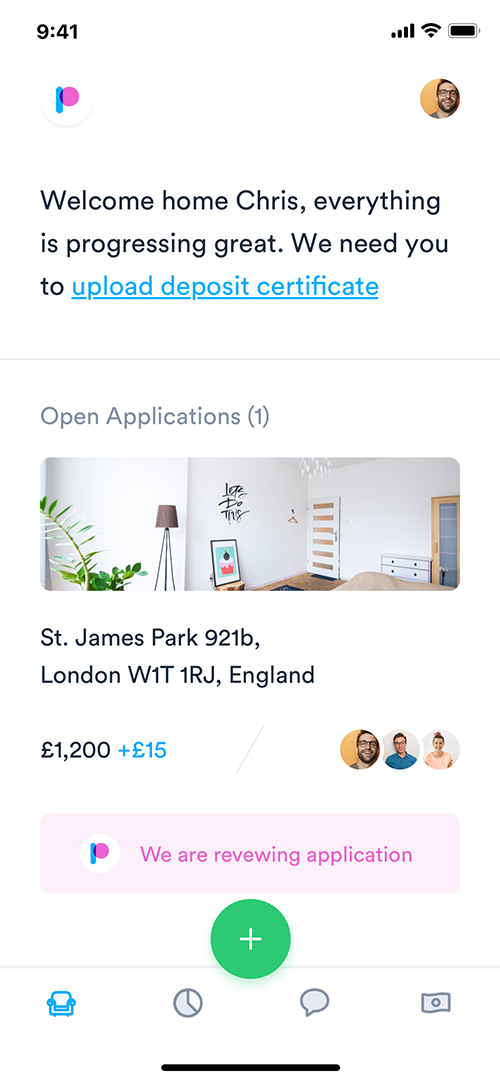 9:41
Welcome home Chris, everything
is progressing great. We need you
to upload deposit certificate
Open Applications (1)
Let's
Do
This
St. James Park 921b,
London W1T 1RJ, England
£1,200 +£15
We are revewing application